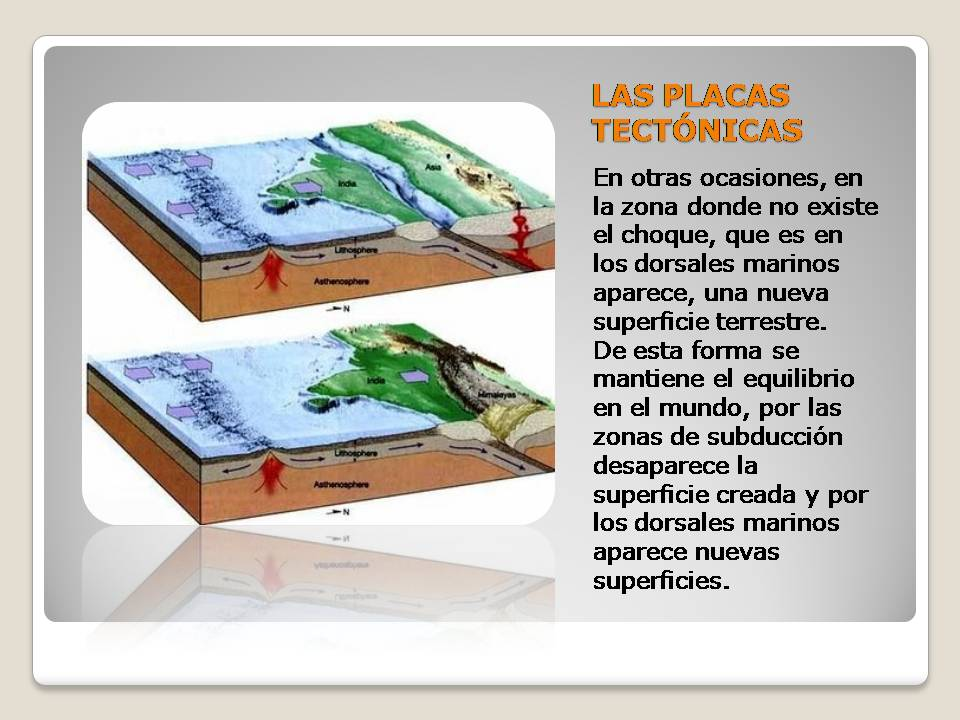 LAS PLACAS
TECTÓNICAS
En otras ocasiones, en
la zona donde no existe
el choque, que es en
los dorsales marinos
aparece, una nueva
superficie terrestre.
De esta forma se
mantiene el equilibrio
en el mundo, por las
zonas de subducción
desaparece la
superficie creada y por
los dorsales marinos
aparece nuevas
superficies.
Asia
India
Lithosphere
Asthenosphere
N
India
Himalayas
Lithosphere
Asthenosphere
N